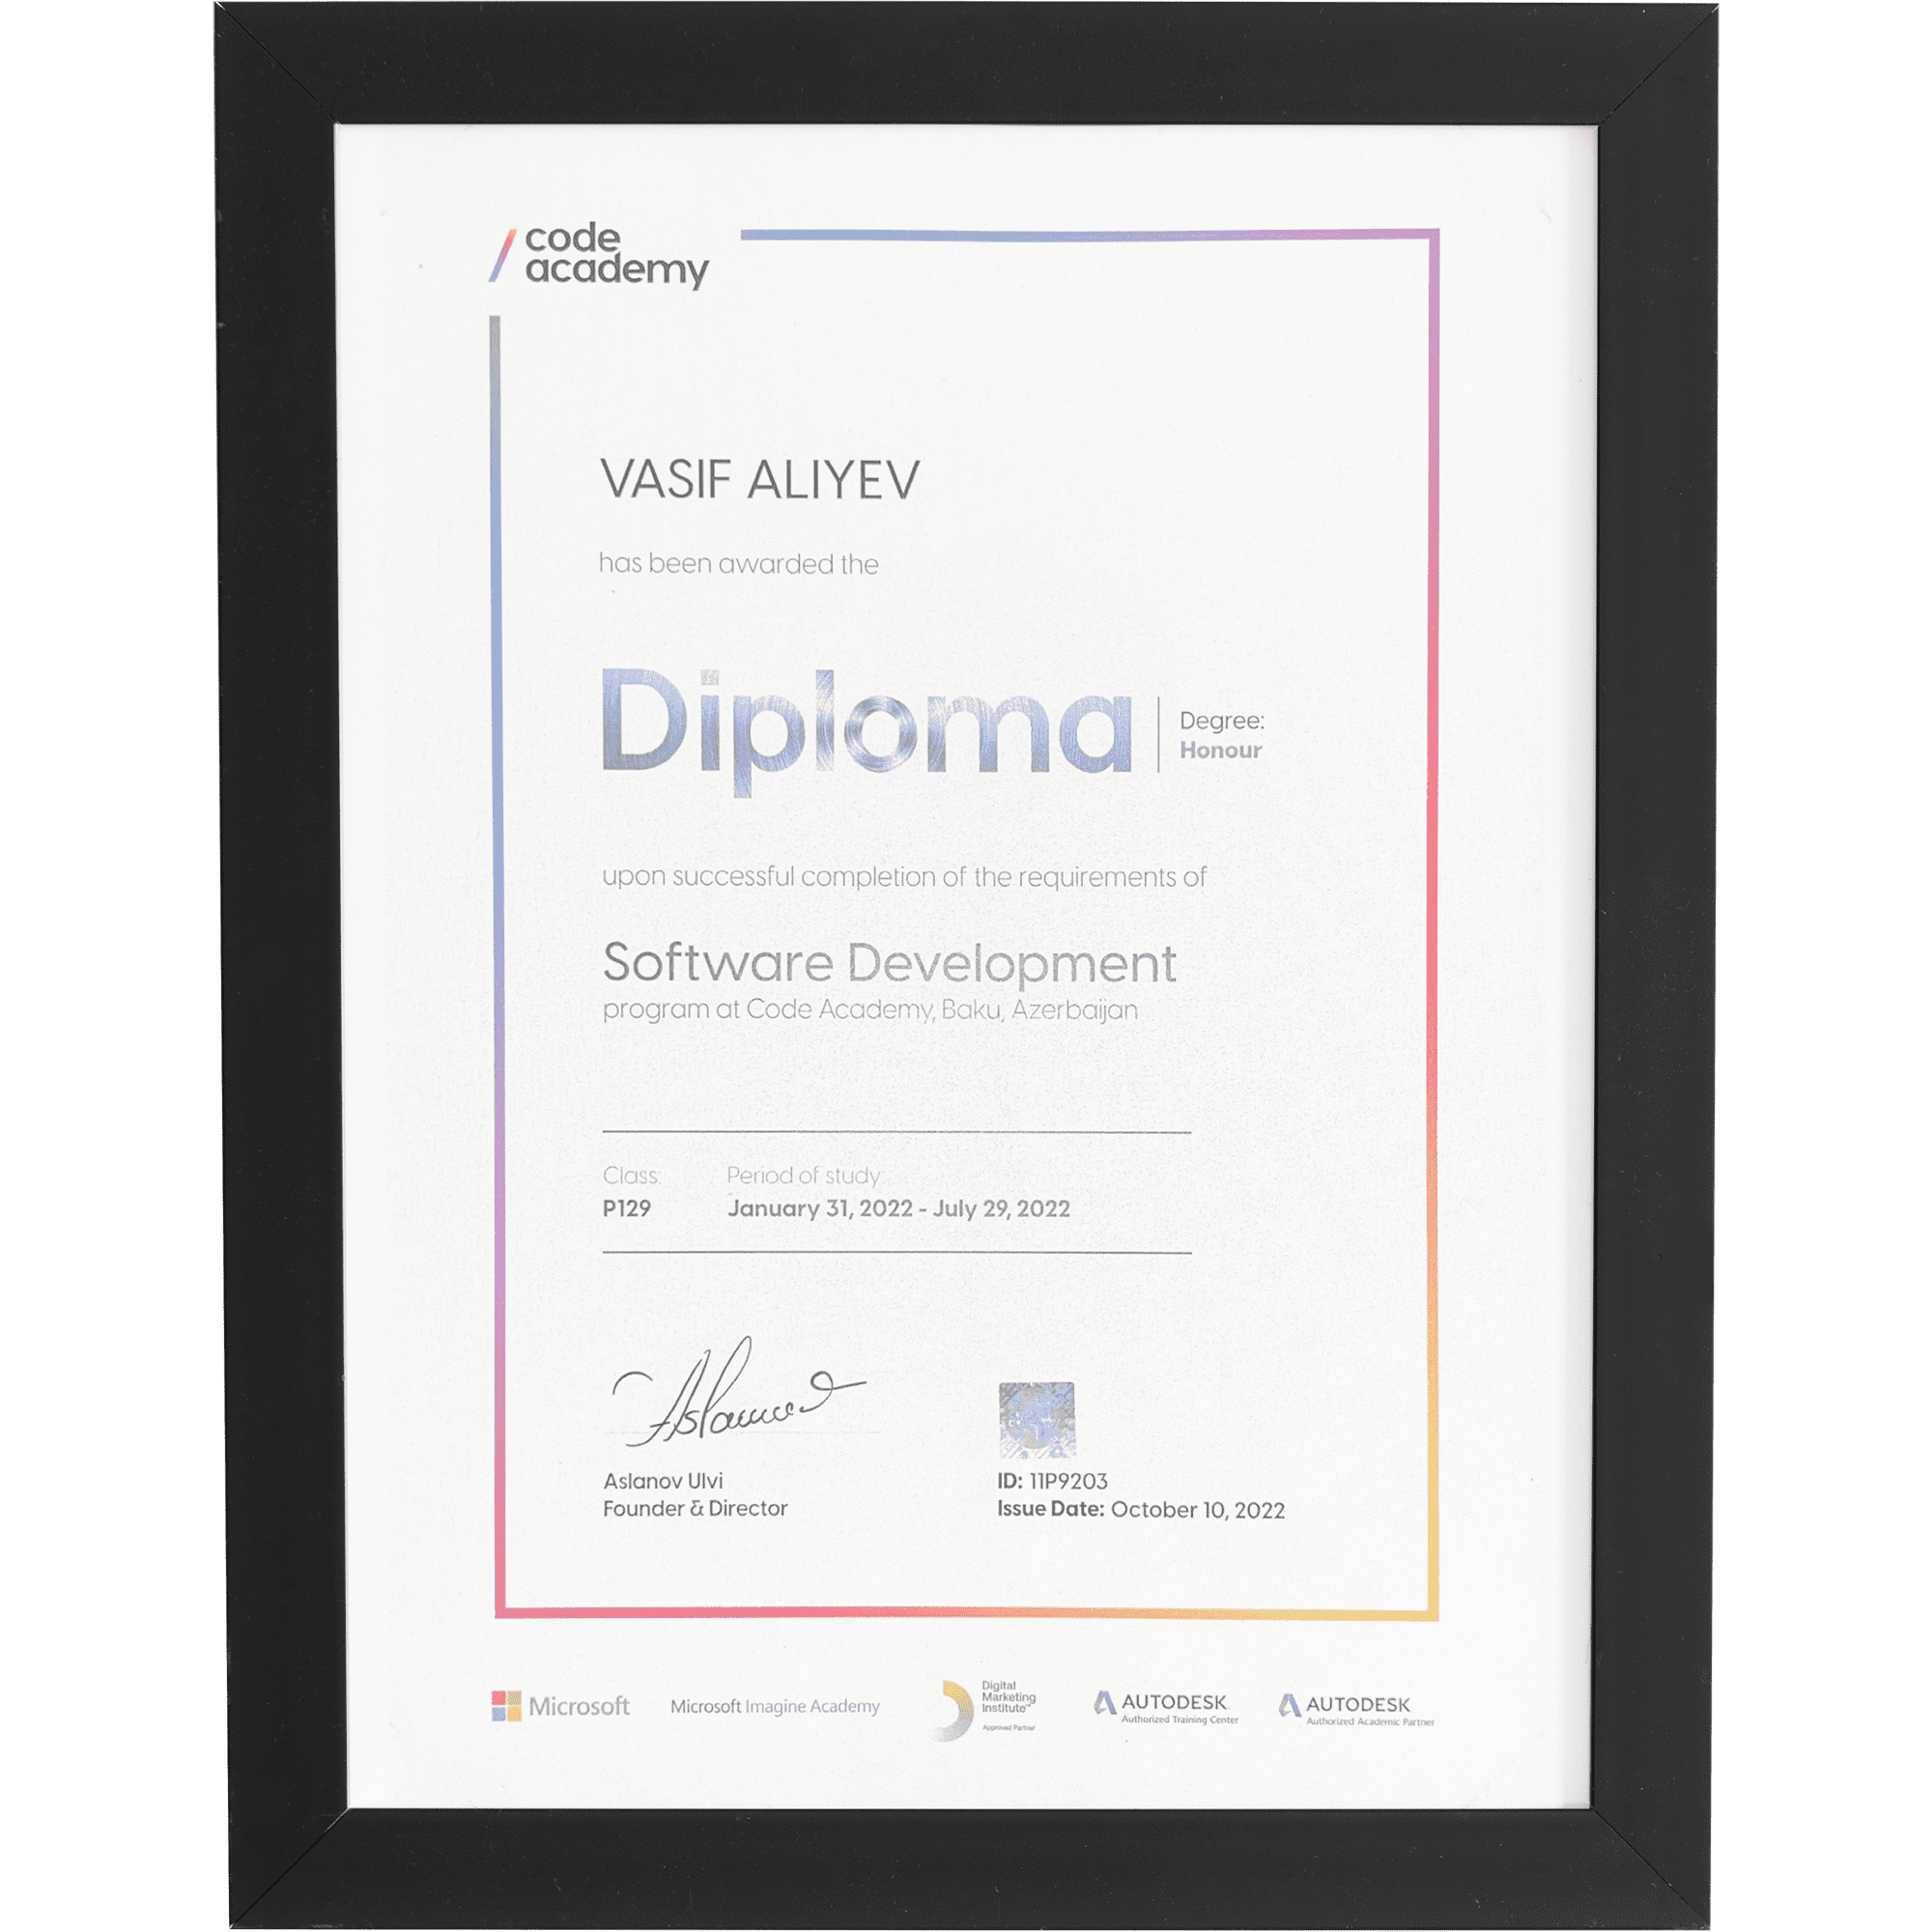 code
academy
VASIF ALIYEV
has been awarded the
Diploma
Degree:
Honour
upon successful completion of the requirements of
Software Development
program at Code Academy, Baku, Azerbaijan
Class:
P129
Period of study:
January 31, 2022 - July 29, 2022
Aslanov Ulvi
Founder & Director
ID: 11P9203
Issue Date: October 10, 2022
Microsoft
Microsoft Imagine Academy
Digital
Marketing
Institute™
Approved Partner
AUTODESK.
Authorized Training Center
AUTODESK
Authorized Academic Partner